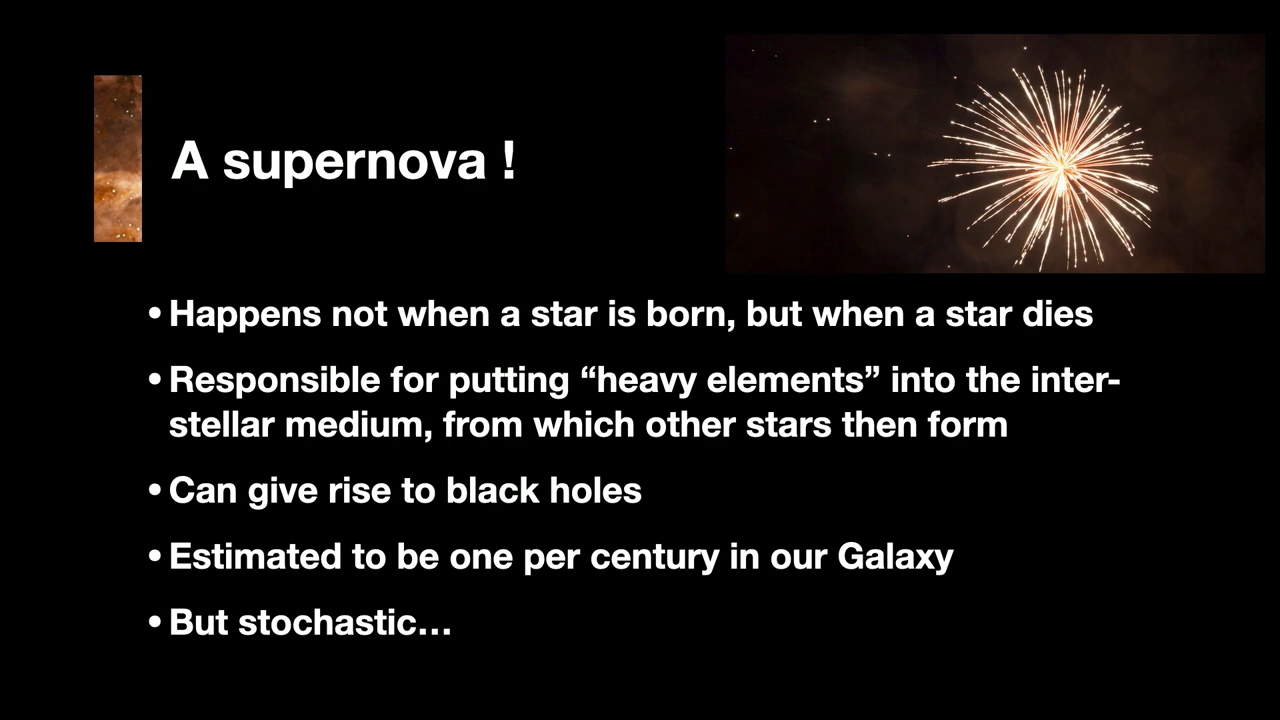 A supernova !
• Happens not when a star is born, but when a star dies
• Responsible for putting “heavy elements” into the inter-
stellar medium, from which other stars then form
• Can give rise to black holes
• Estimated to be one per century in our Galaxy
• But stochastic…